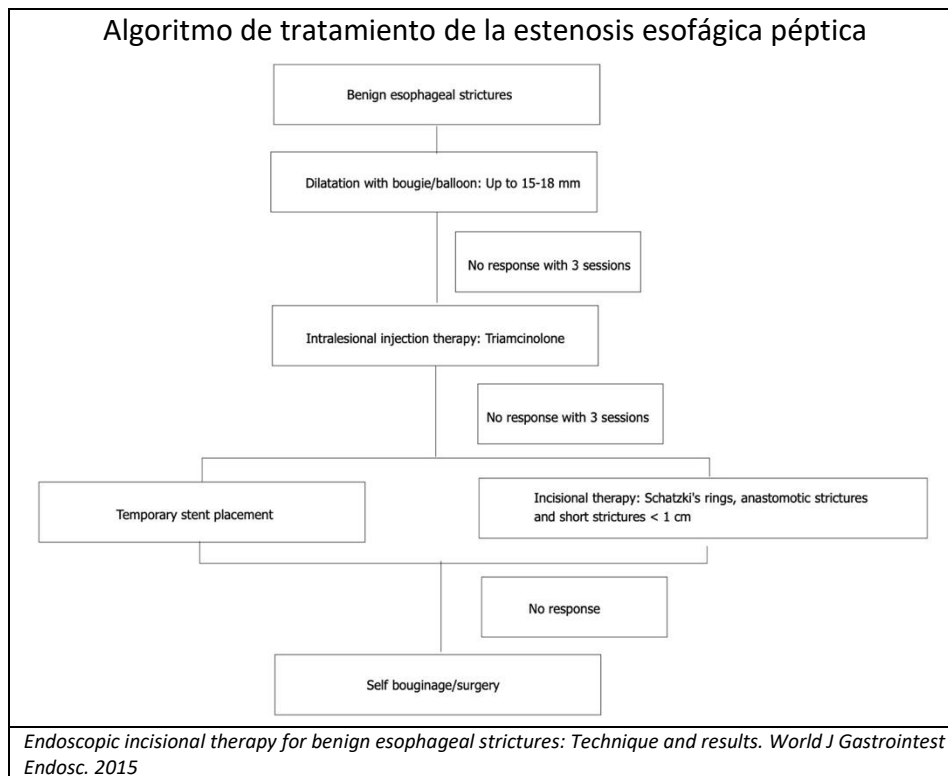 Algoritmo de tratamiento de la estenosis esofágica péptica
Benign esophageal strictures
Dilatation with bougie/balloon: Up to 15-18 mm
No response with 3 sessions
Intralesional injection therapy: Triamcinolone
No response with 3 sessions
Temporary stent placement
Incisional therapy: Schatzki's rings, anastomotic strictures
and short strictures < 1 cm
No response
Self bouginage/surgery
Endoscopic incisional therapy for benign esophageal strictures: Technique and results. World J Gastrointest
Endosc. 2015